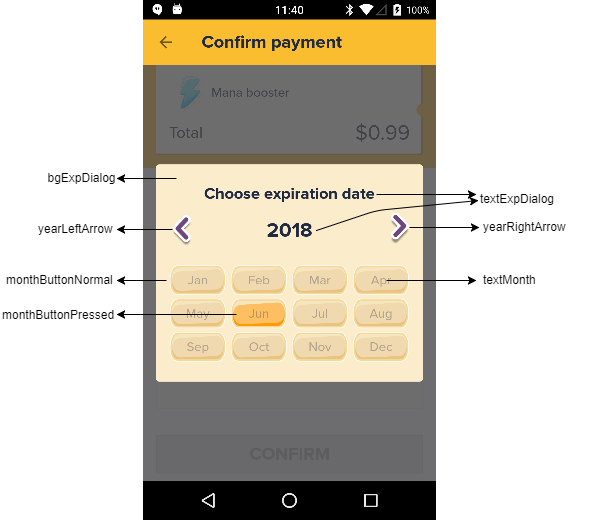 11:40
100%
Confirm payment
Mana booster
Total
$0.99
bgExpDialog
Choose expiration date
textExpDialog
yearLeftArrow
2018
yearRightArrow
monthButtonNormal
Jan
Feb
Mar
Apr
textMonth
monthButtonPressed
May
Jun
Jul
Aug
Sep
Oct
Nov
Dec
CONFIRM